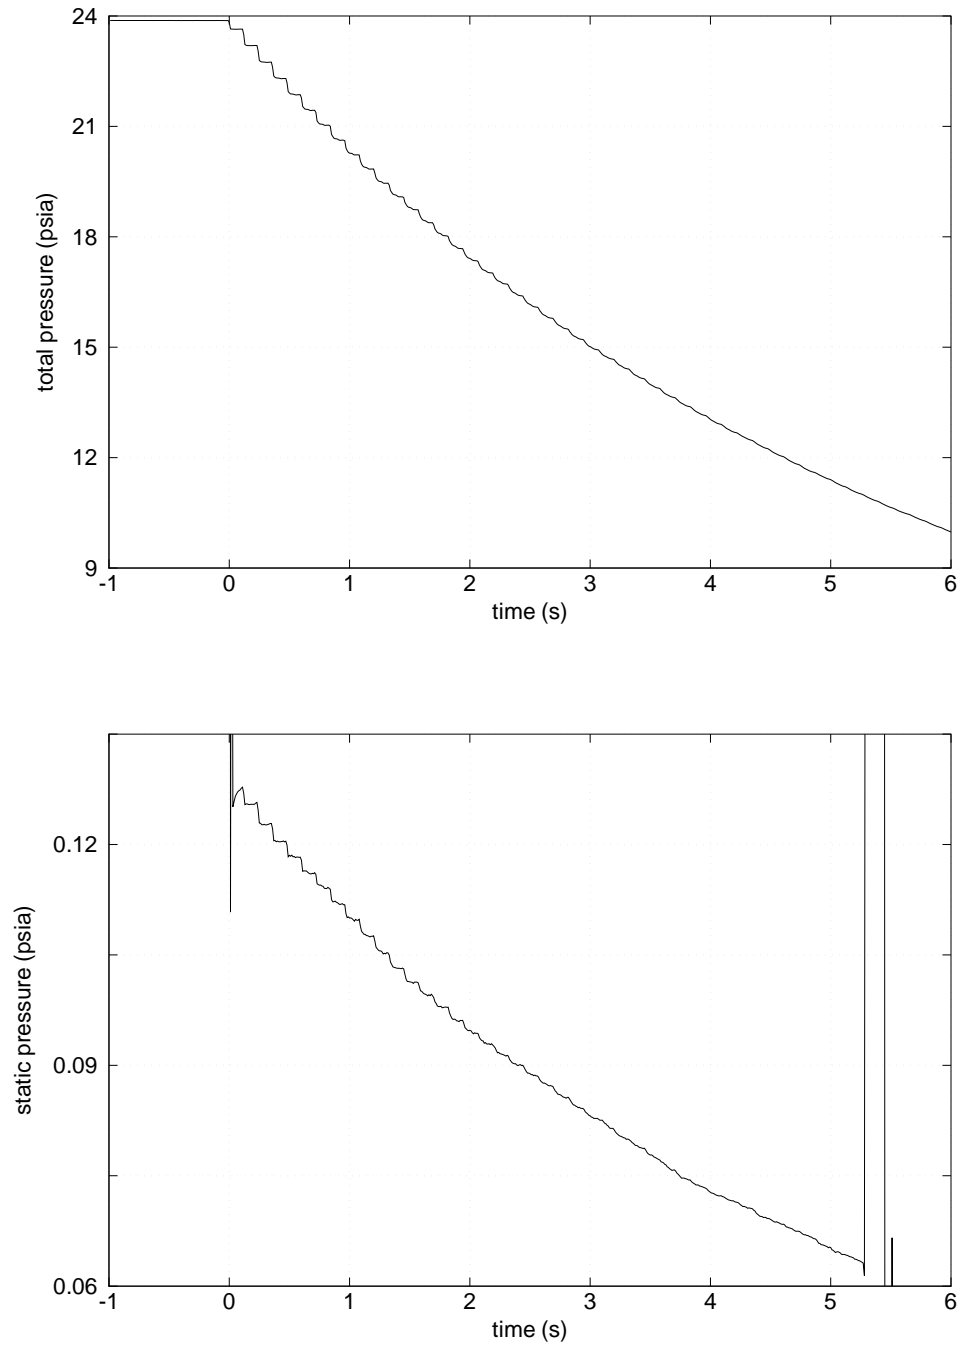 24
21
18
15
12
9
total pressure (psia)
-1 0 1 2 3 4 5 6
time (s)
0.12
0.09
0.06
static pressure (psia)
-1 0 1 2 3 4 5 6
time (s)